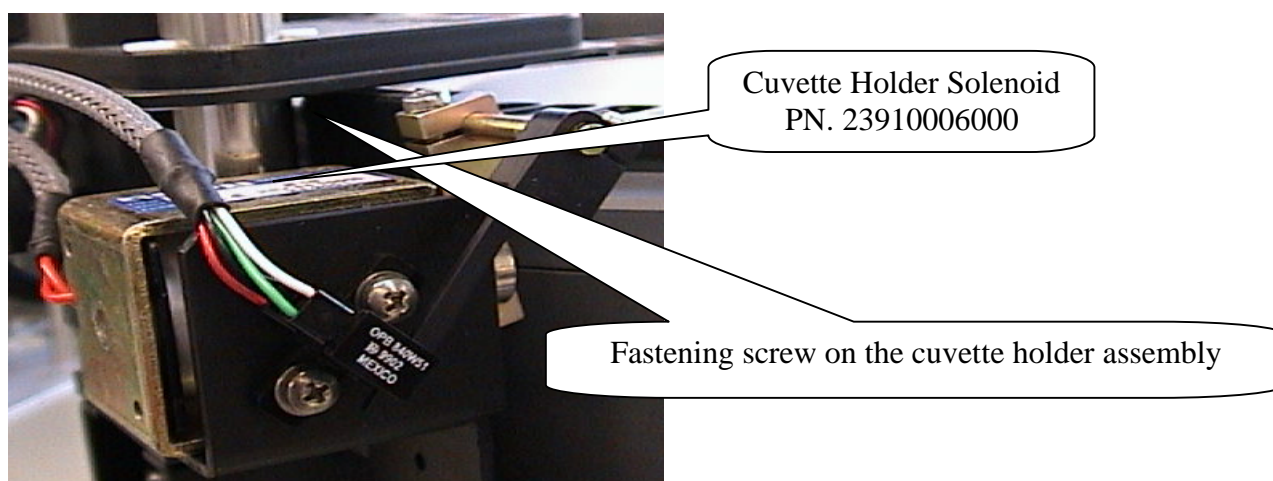 Cuvette Holder Solenoid
PN. 23910006000
Fastening screw on the cuvette holder assembly
OPB 840W51
MEXICO